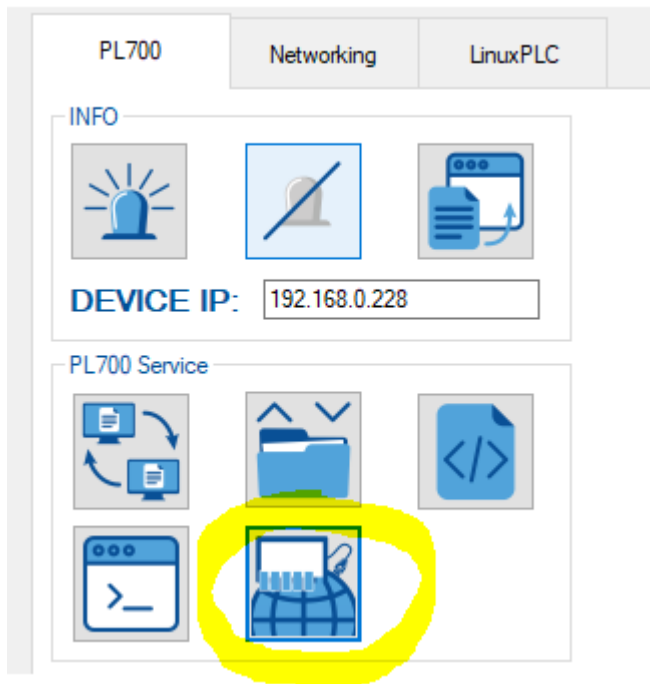 PL700
Networking
LinuxPLC
INFO
DEVICE IP:
192.168.0.228
PL700 Service